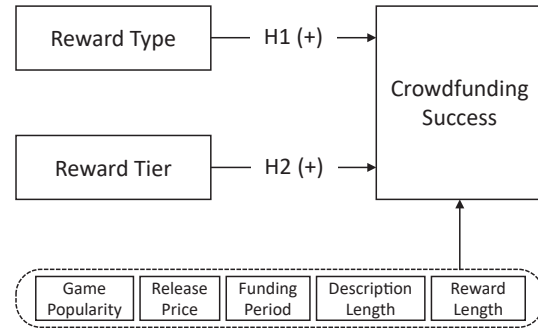 Reward Type
H1 (+)
Crowdfunding
Success
Reward Tier
H2 (+)
Game
Popularity
Release
Price
Funding
Period
Description
Length
Reward
Length